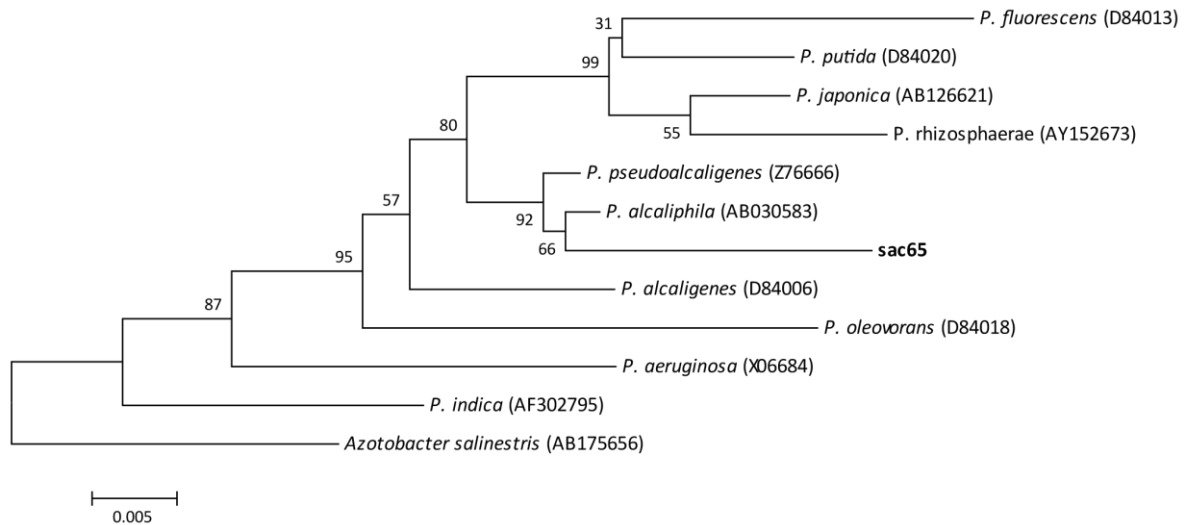 31
P. fluorescens (D84013)
P. putida (D84020)
99
P. japonica (AB126621)
80
55
P. rhizosphaerae (AY152673)
P. pseudoalcaligenes (Z76666)
57
92
P. alcaliphila (AB030583)
66
sac65
95
P. alcaligenes (D84006)
87
P. oleovorans (D84018)
P. aeruginosa (X06684)
P. indica (AF302795)
Azotobacter salinestris (AB175656)
0.005